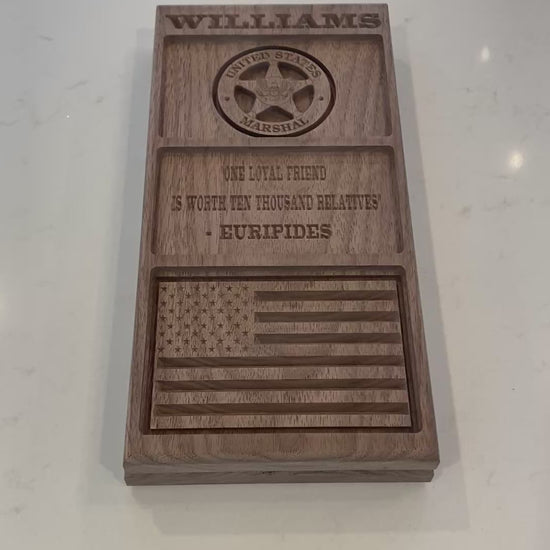 WILLIAMS
UNITED STATES
MARSHAL
"ONE LOYAL FRIEND
IS WORTH TEN THOUSAND RELATIVES"
- EURIPIDES